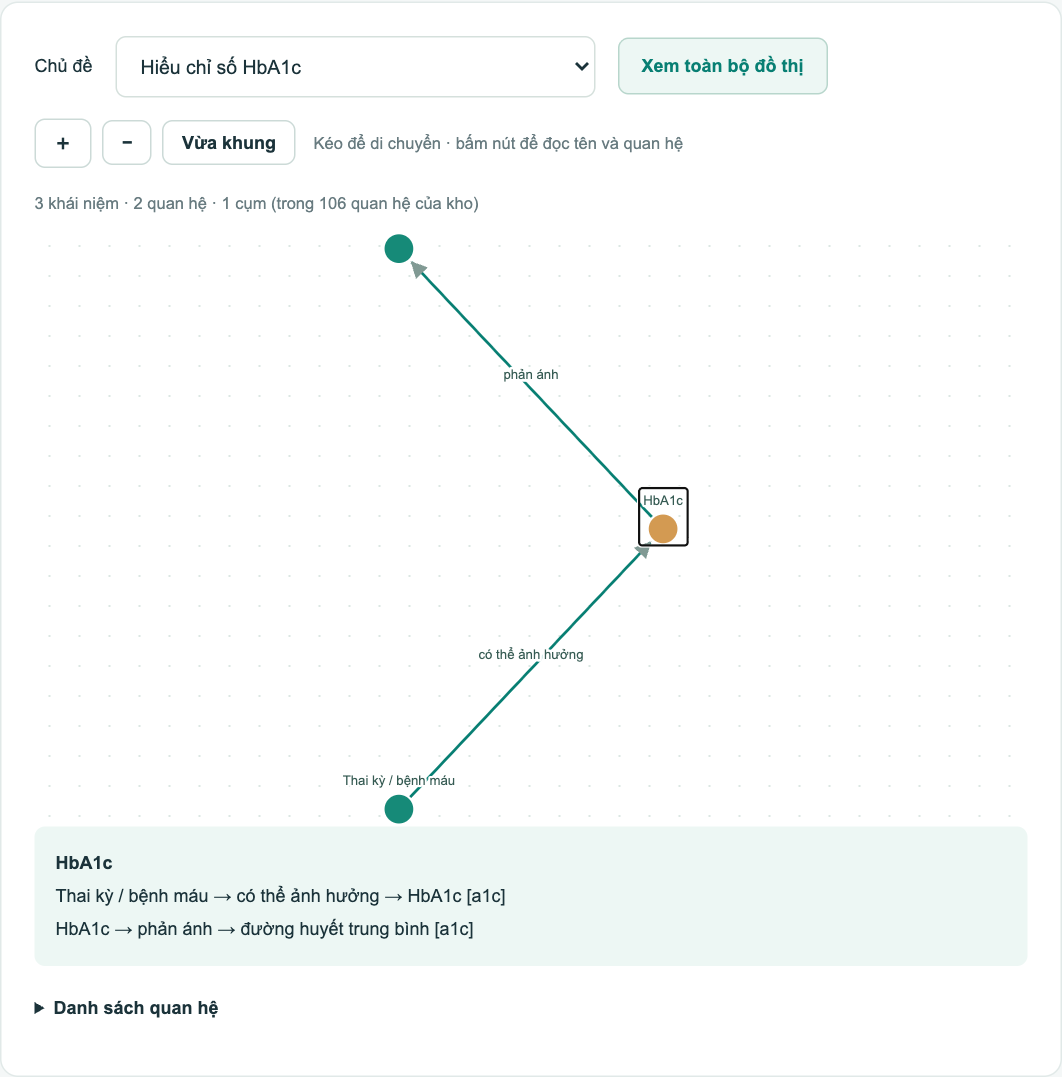 Chủ đề
Hiểu chỉ số HbA1c
Xem toàn bộ đồ thị
+
−
Vừa khung
Kéo để di chuyển · bấm nút để đọc tên và quan hệ
3 khái niệm · 2 quan hệ · 1 cụm (trong 106 quan hệ của kho)
phản ánh
HbA1c
có thể ảnh hưởng
Thai kỳ / bệnh máu
HbA1c
Thai kỳ / bệnh máu → có thể ảnh hưởng → HbA1c [a1c]
HbA1c → phản ánh → đường huyết trung bình [a1c]
Danh sách quan hệ